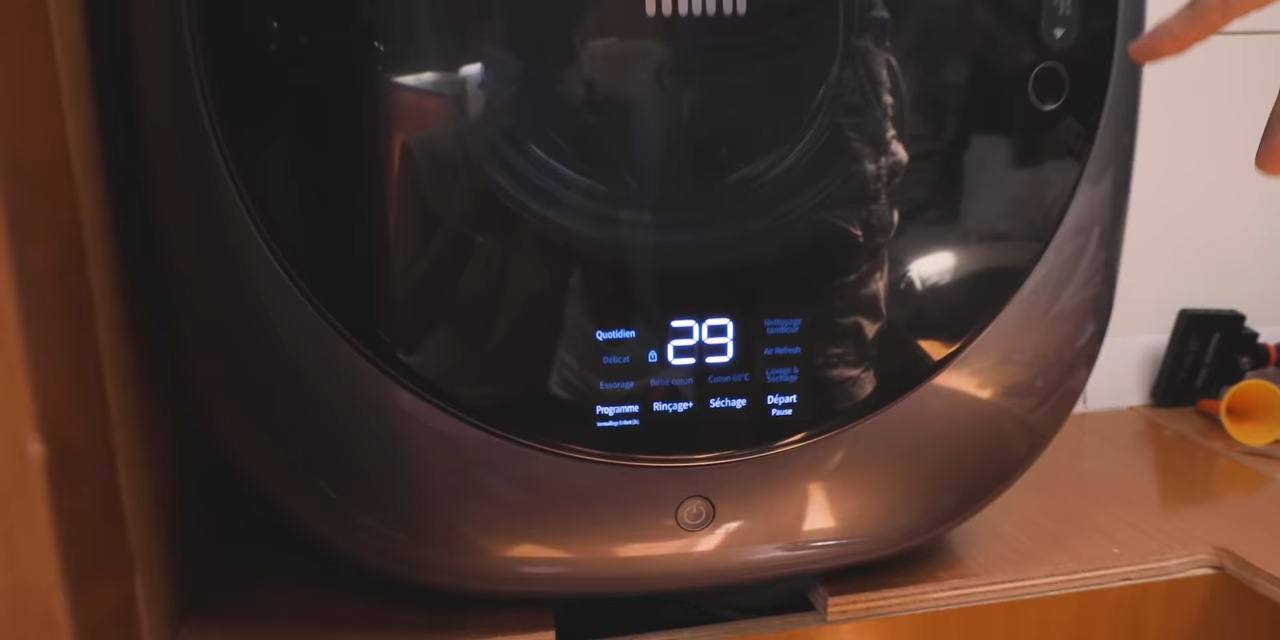 Quotidien
29
Nettoyage
tambour
Délicat
Air Refresh
Essorage
Bébé coton
Coton 60°C
Lavage &
Séchage
Programme
Rinçage+
Séchage
Départ
Pause